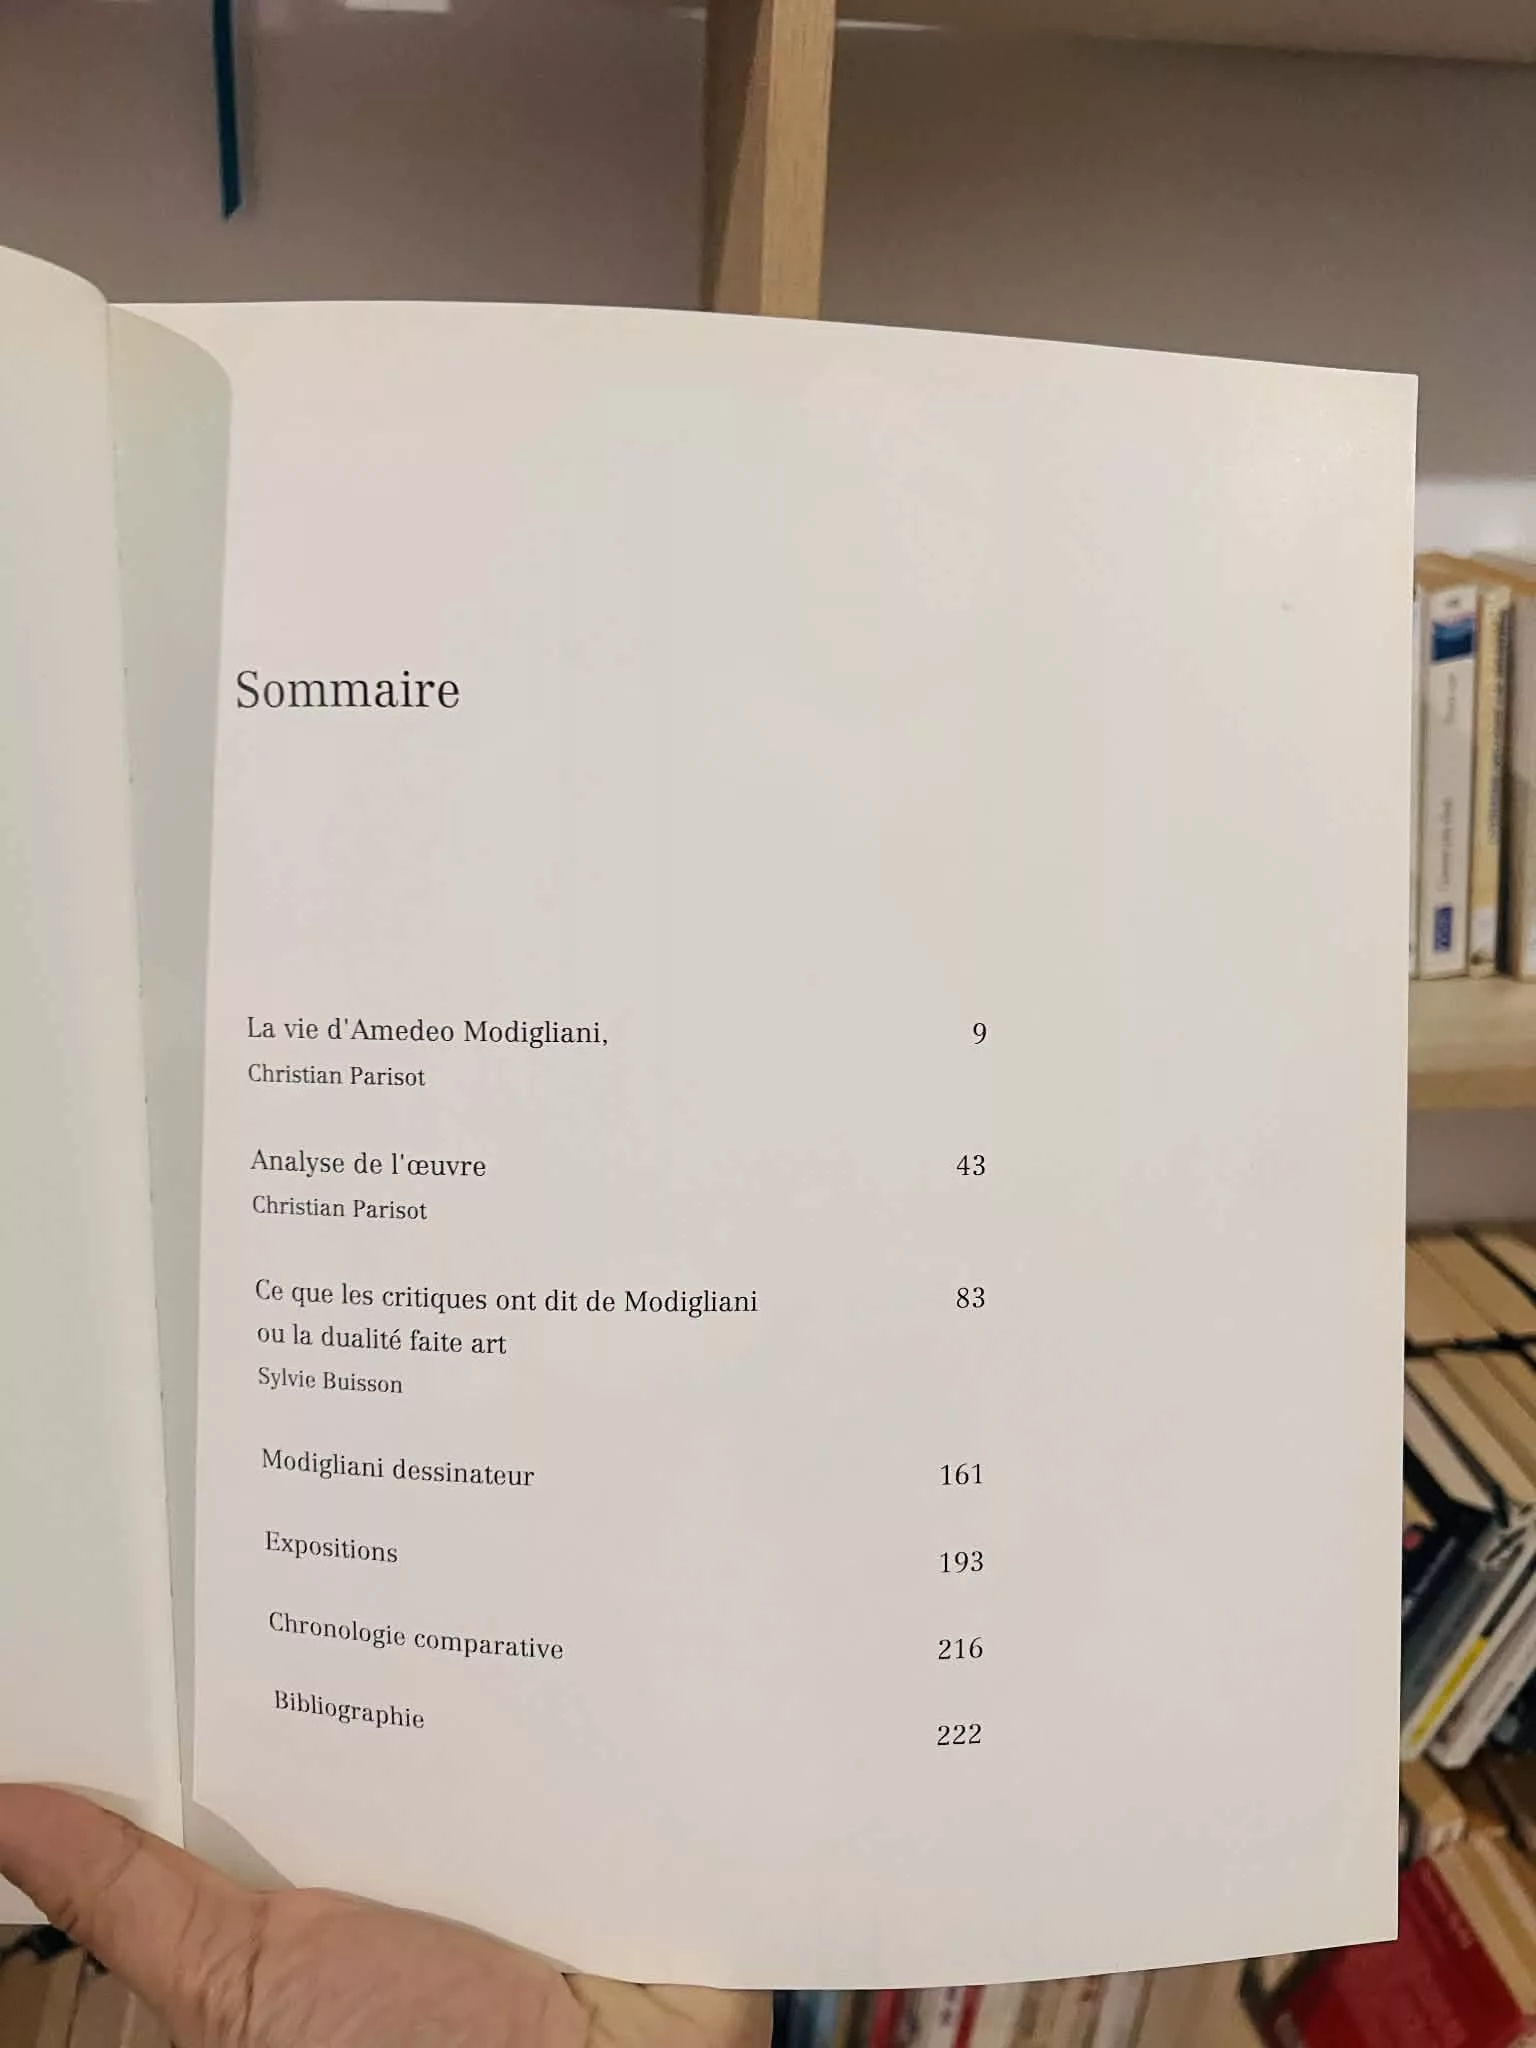 Sommaire
La vie d'Amedeo Modigliani, 9
Christian Parisot
Analyse de l'œuvre 43
Christian Parisot
Ce que les critiques ont dit de Modigliani 83
ou la dualité faite art
Sylvie Buisson
Modigliani dessinateur 161
Expositions 193
Chronologie comparative 216
Bibliographie 222